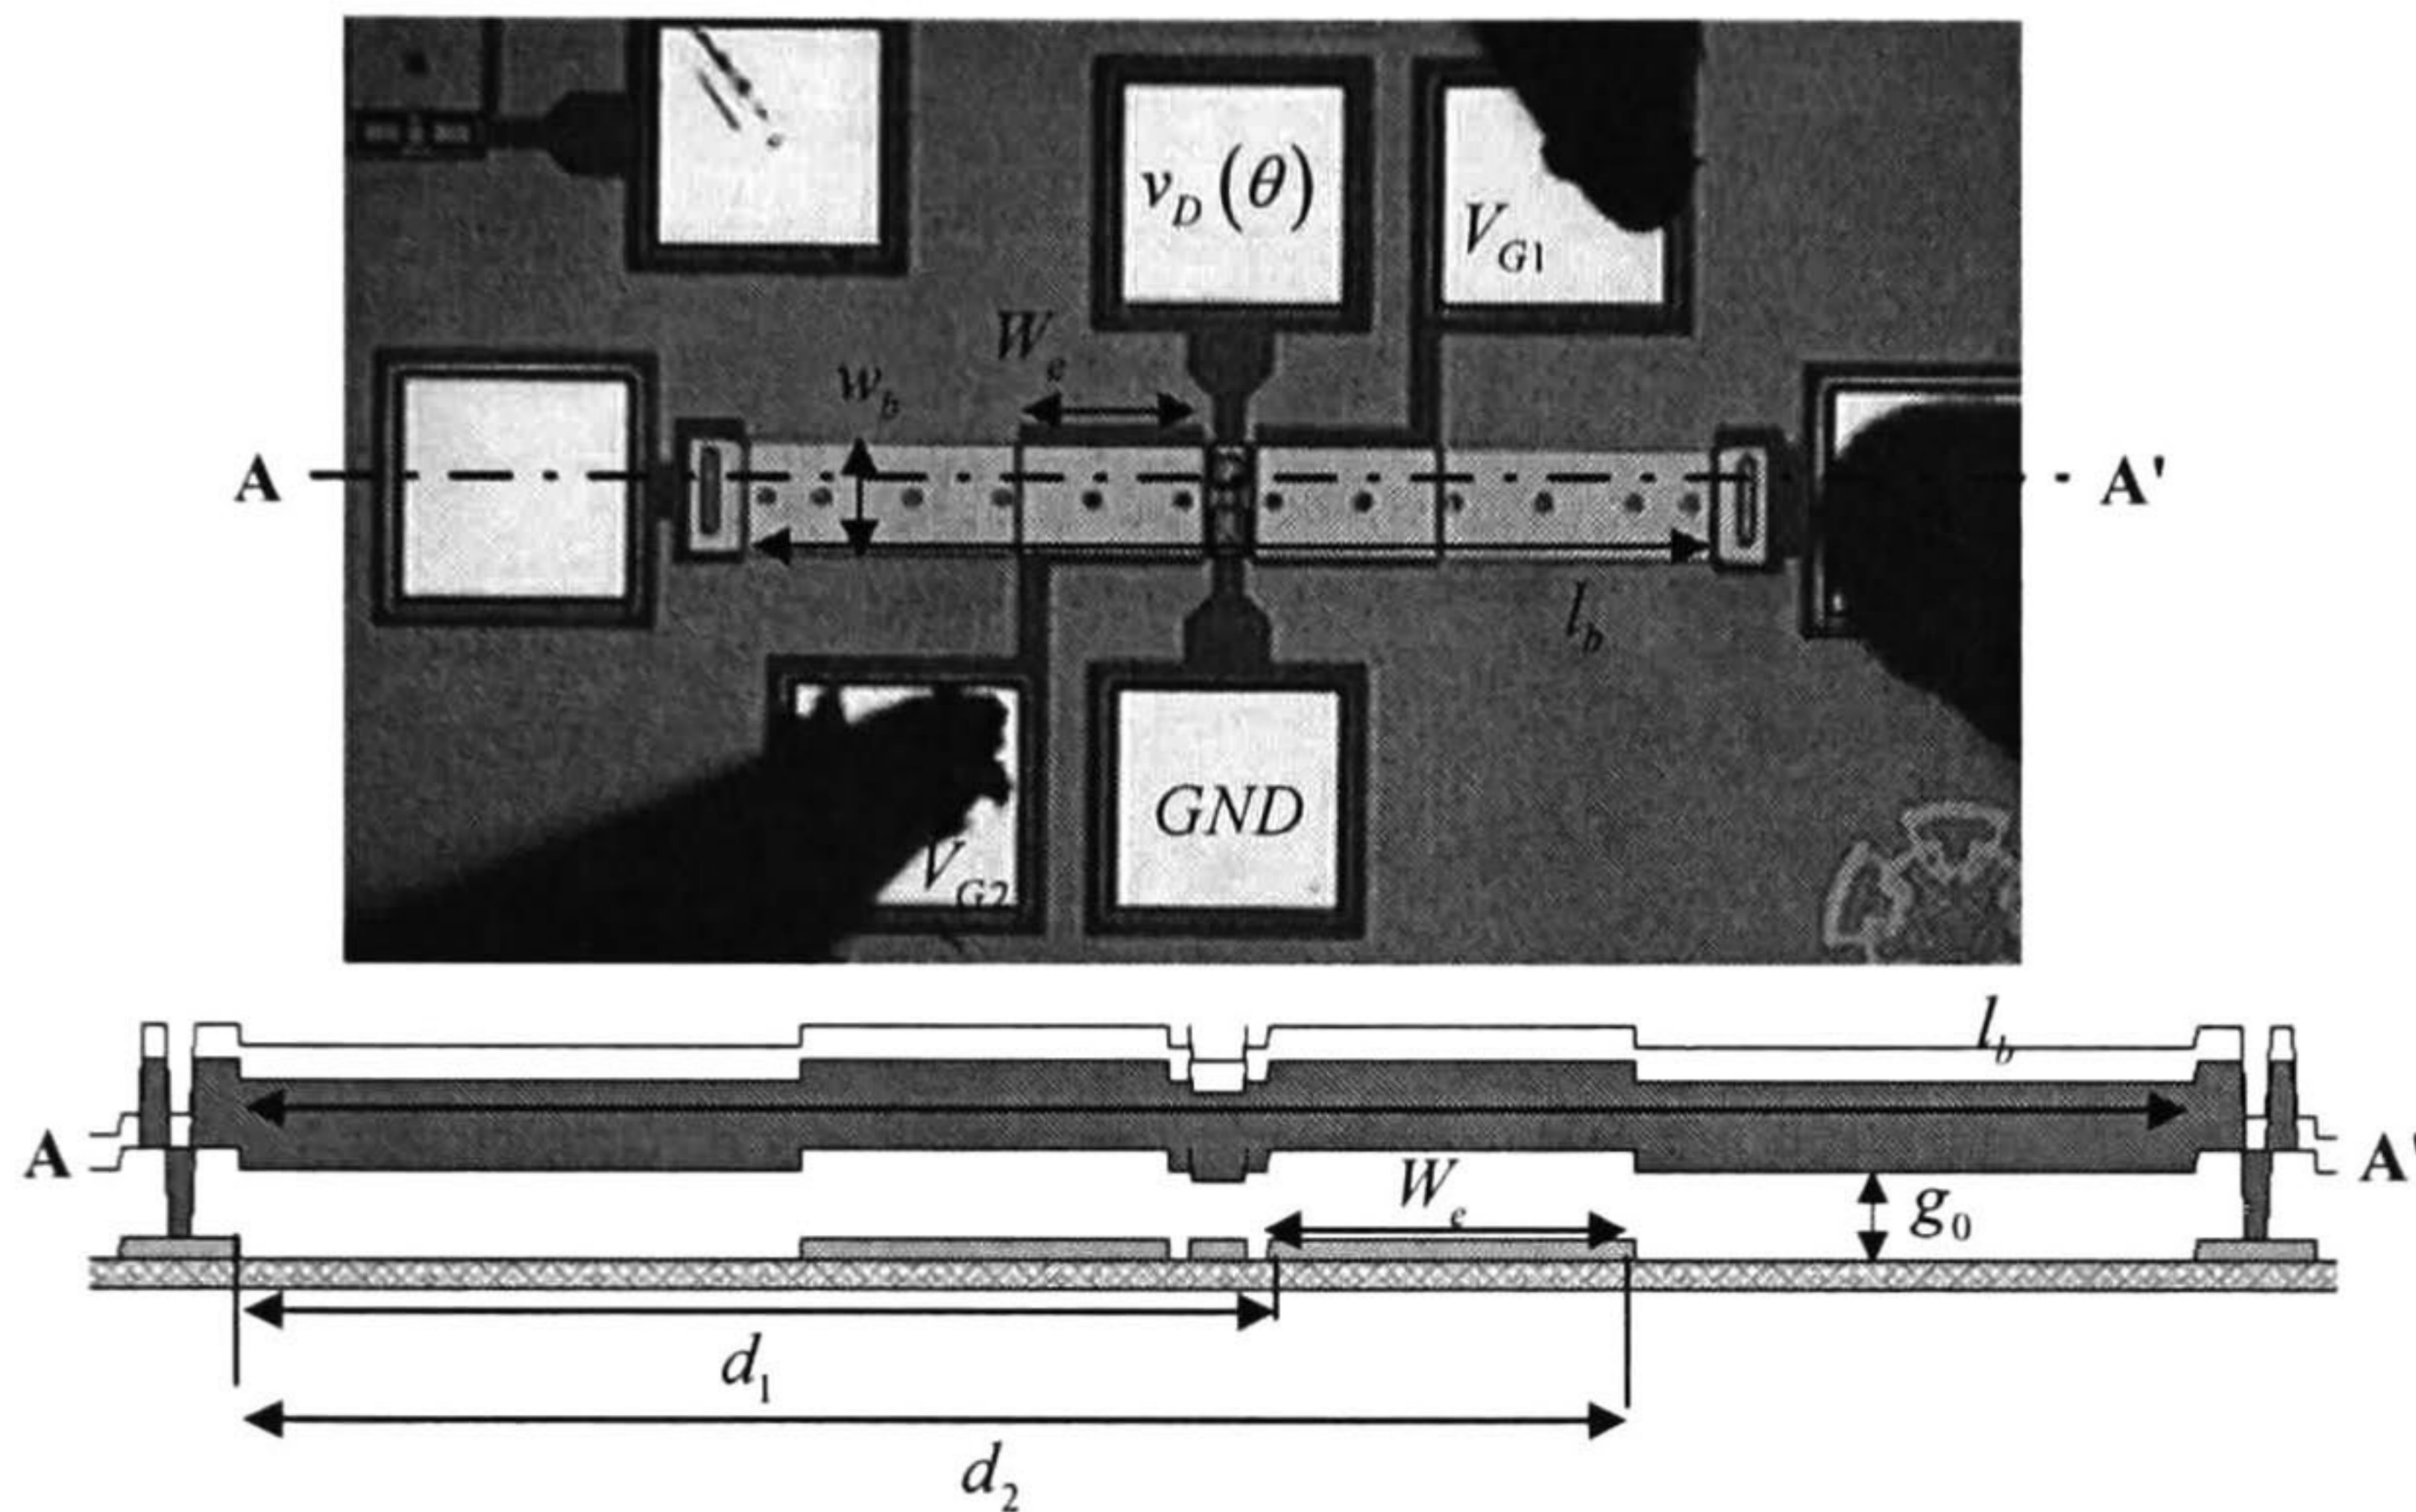 v_D(θ)
V_G1
W_e
w_b
A A'
l_b
V_G2
GND
l_b
A A'
W_e
g_0
d_1
d_2